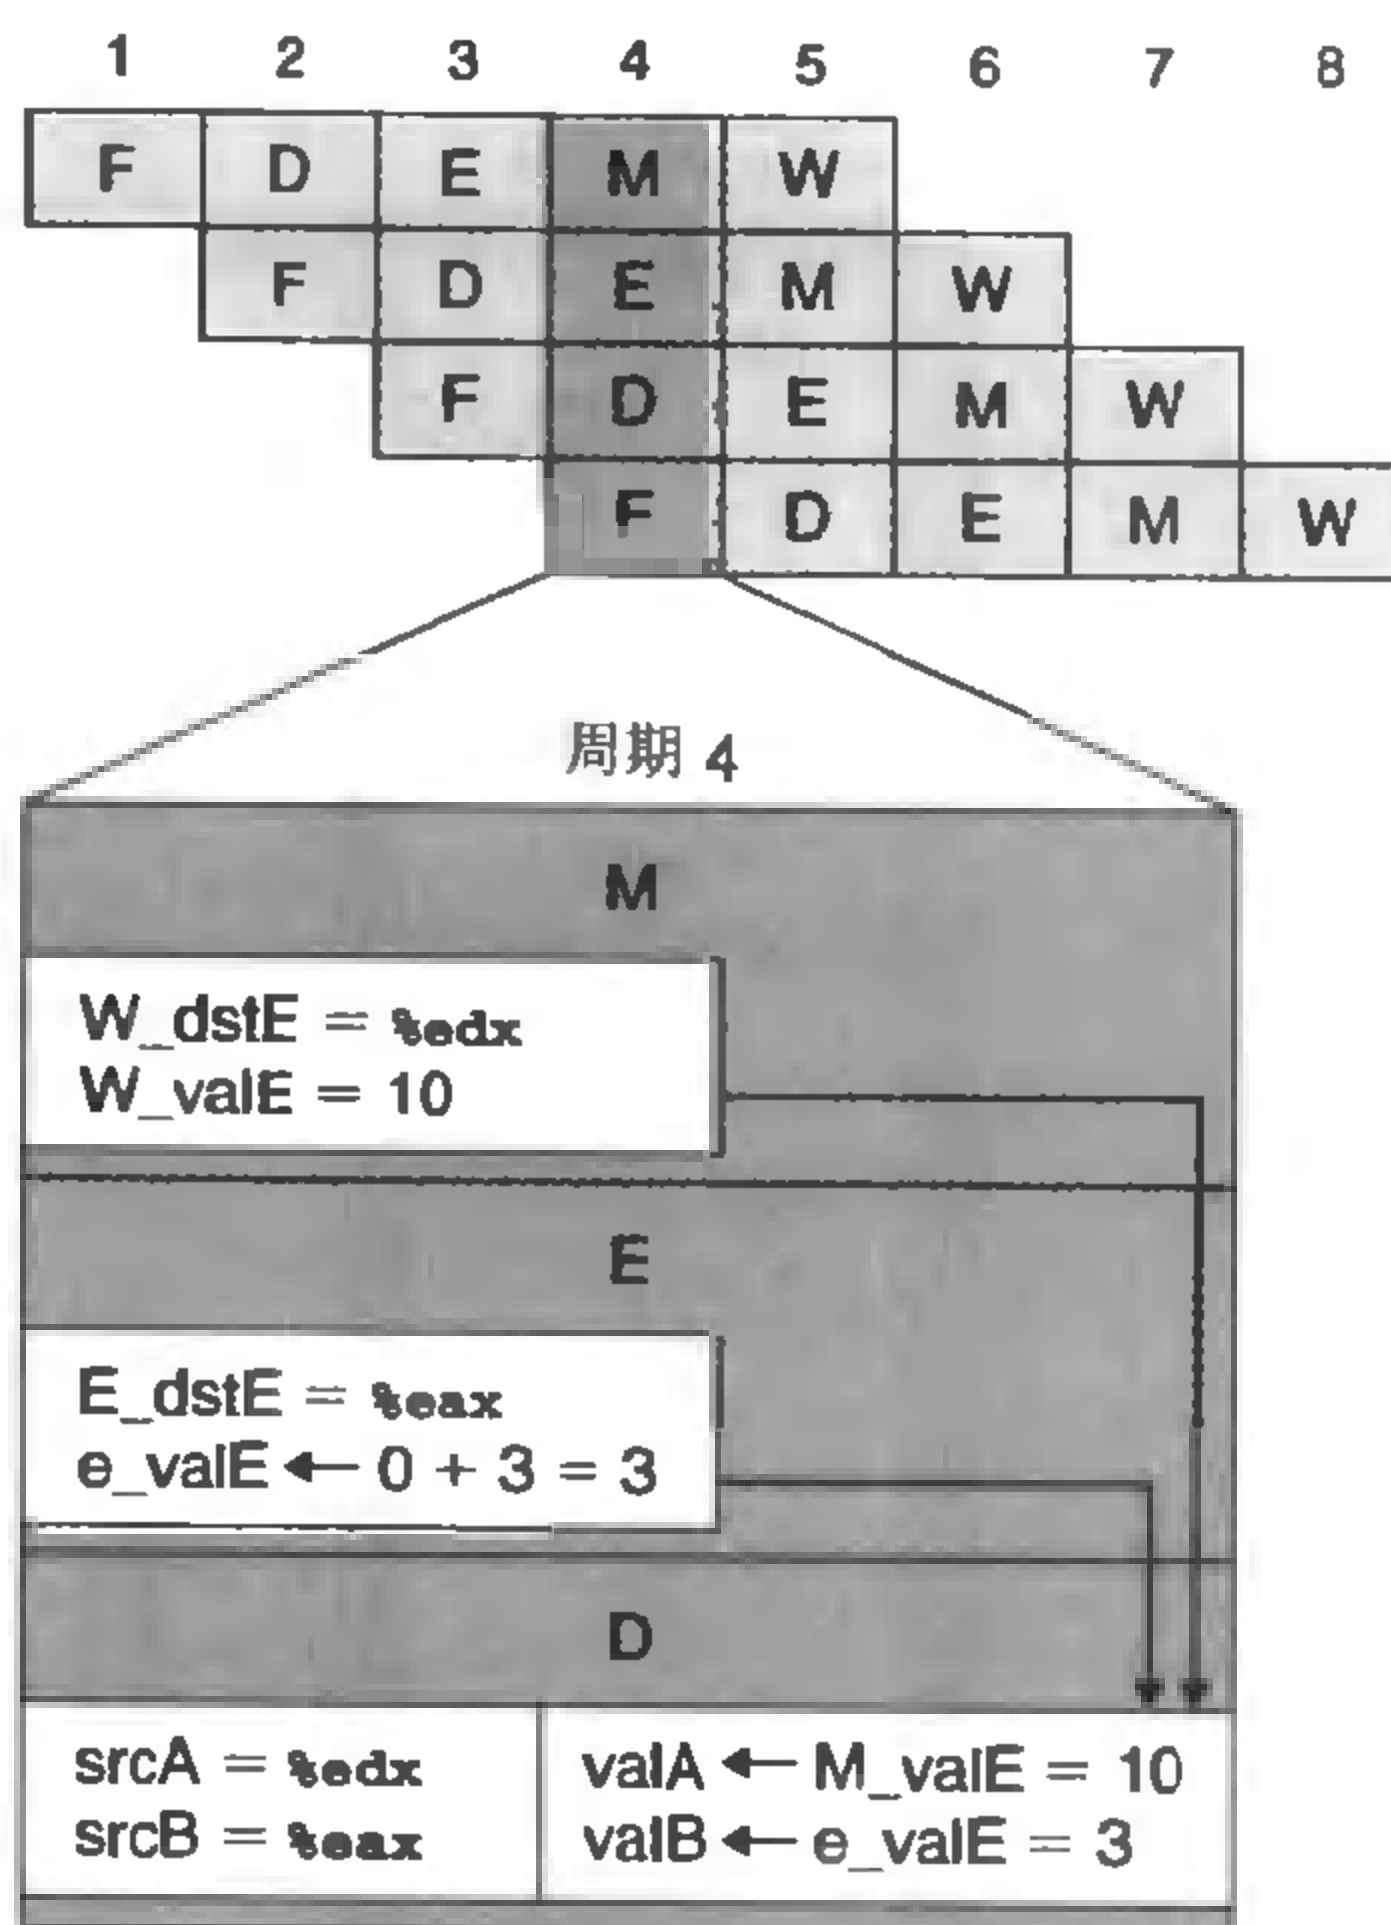 1 2 3 4 5 6 7 8
F D E M W
F D E M W
F D E M W
F D E M W
周期 4
M
W_dstE = %edx
W_valE = 10
E
E_dstE = %eax
e_valE ← 0 + 3 = 3
D
srcA = %edx
srcB = %eax
valA ← M_valE = 10
valB ← e_valE = 3